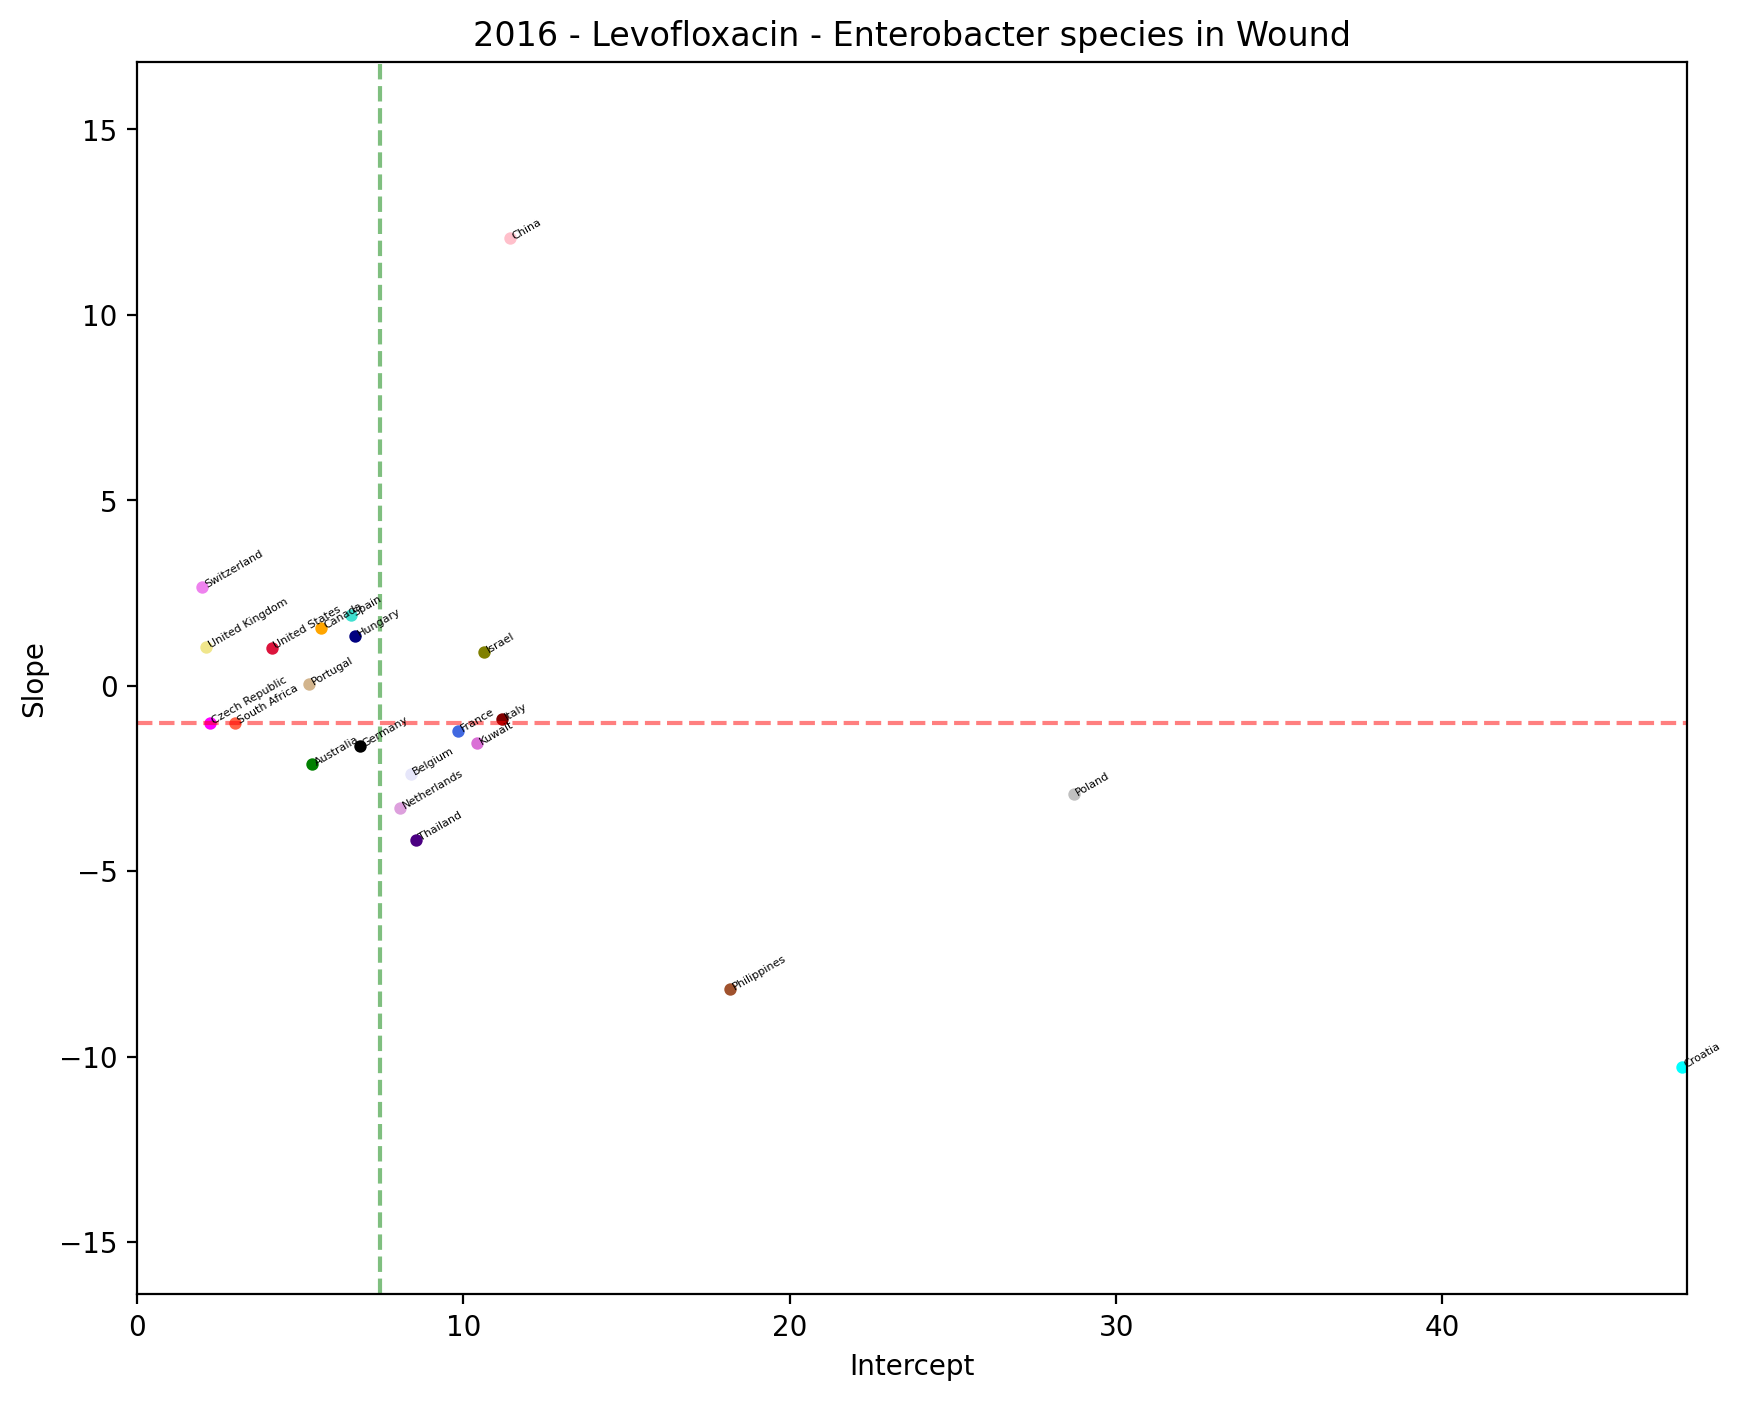 2016 - Levofloxacin - Enterobacter species in Wound
15
10
5
0
−5
−10
−15
Slope
China
Switzerland
United Kingdom
United States
Canada
Spain
Hungary
Israel
Portugal
Czech Republic
South Africa
Italy
France
Kuwait
Germany
Australia
Belgium
Netherlands
Thailand
Poland
Philippines
Croatia
0
10
20
30
40
Intercept